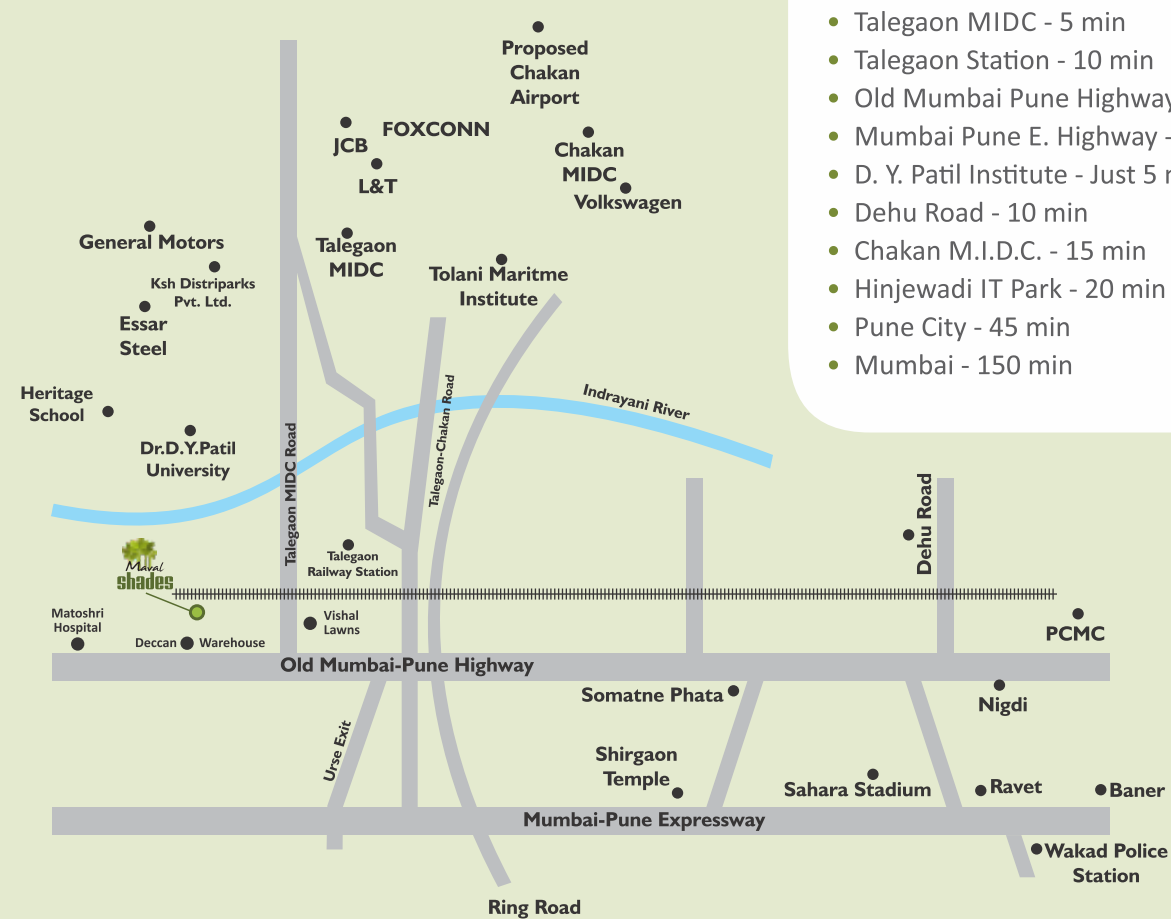 Proposed
Chakan
Airport
JCB
FOXCONN
L&T
Chakan
MIDC
Volkswagen
General Motors
Ksh Distriparks
Pvt. Ltd.
Talegaon
MIDC
Tolani Maritme
Institute
Essar
Steel
Heritage
School
Dr.D.Y.Patil
University
Talegaon MIDC Road
Talegaon-Chakan Road
Indrayani River
Dehu Road
Maval
shades
Talegaon
Railway Station
Matoshri
Hospital
Deccan Warehouse
Vishal
Lawns
PCMC
Old Mumbai-Pune Highway
Somatne Phata
Nigdi
Urse Exit
Shirgaon
Temple
Sahara Stadium
Ravet
Baner
Mumbai-Pune Expressway
Wakad Police
Station
Ring Road
• Talegaon MIDC - 5 min
• Talegaon Station - 10 min
• Old Mumbai Pune Highway
• Mumbai Pune E. Highway -
• D. Y. Patil Institute - Just 5
• Dehu Road - 10 min
• Chakan M.I.D.C. - 15 min
• Hinjewadi IT Park - 20 min
• Pune City - 45 min
• Mumbai - 150 min